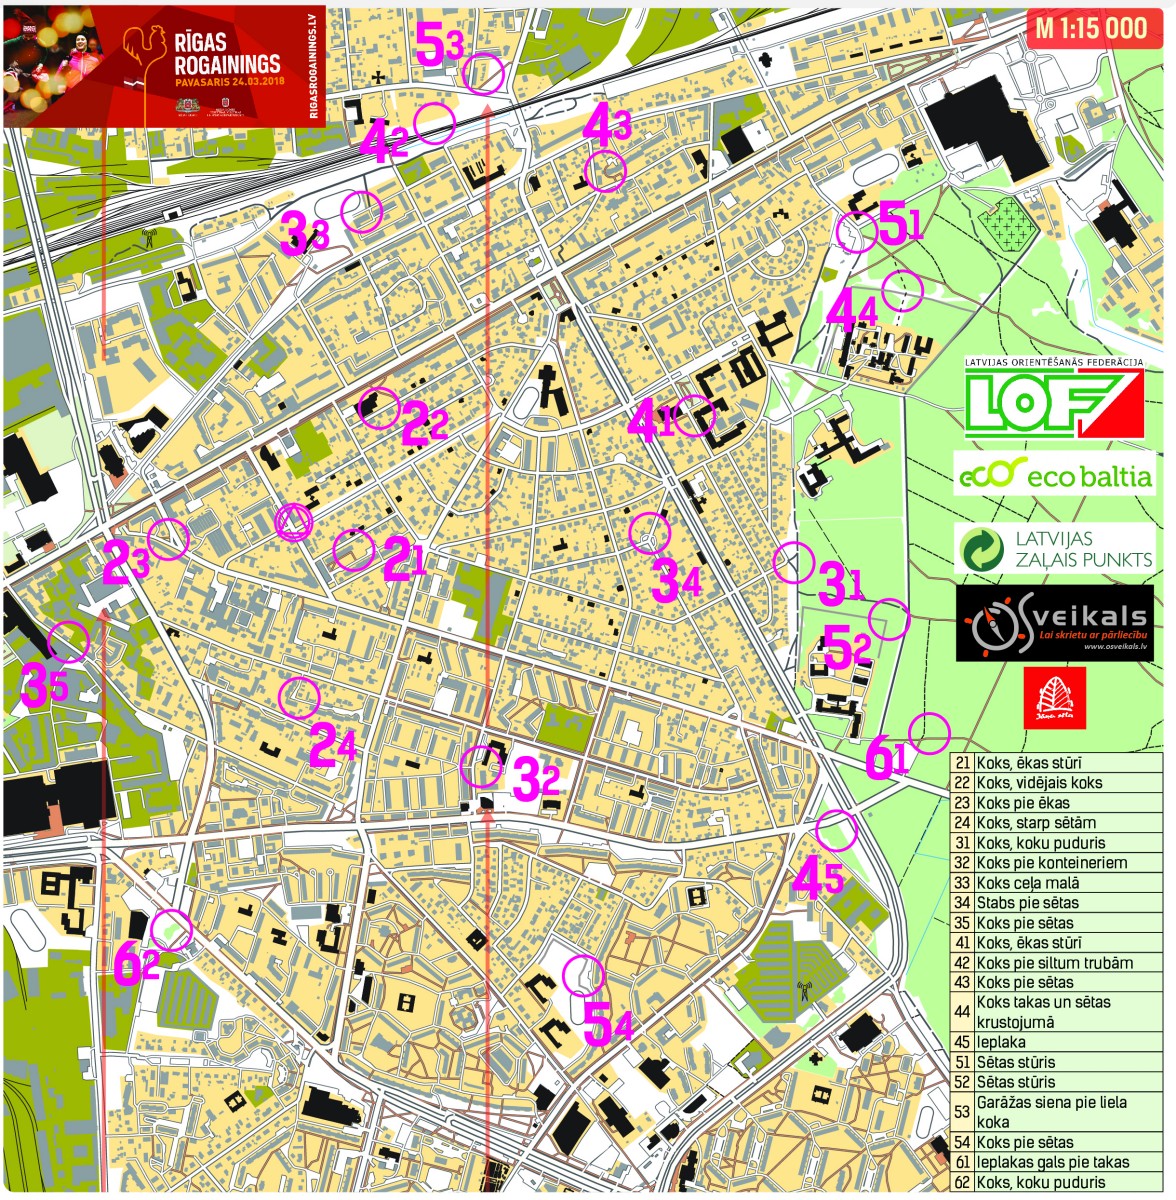 RĪGAS
ROGAININGS
PAVASARIS 24.03.2018
RIGASROGAININGS.LV
M 1:15 000
53
42
43
33
51
44
22
41
23
21
34
31
52
35
24
32
61
45
62
54
LATVIJAS ORIENTĒŠANĀS FEDERĀCIJA
LOF
eco eco baltia
LATVIJAS
ZAĻAIS PUNKTS
OSveikals
Lai skrietu ar pārliecību
www.osveikals.lv
21 Koks, ēkas stūrī
22 Koks, vidējais koks
23 Koks pie ēkas
24 Koks, starp sētām
31 Koks, koku puduris
32 Koks pie konteineriem
33 Koks ceļa malā
34 Stabs pie sētas
35 Koks pie sētas
41 Koks, ēkas stūrī
42 Koks pie siltum trubām
43 Koks pie sētas
44 Koks takas un sētas
krustojumā
45 Ieplaka
51 Sētas stūris
52 Sētas stūris
53 Garāžas siena pie liela
koka
54 Koks pie sētas
61 Ieplakas gals pie takas
62 Koks, koku puduris